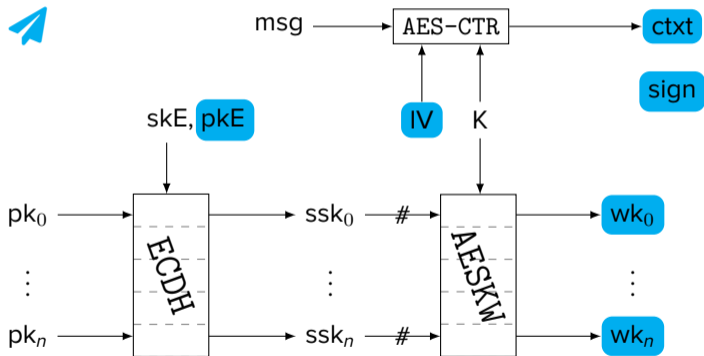 msg AES-CTR ctxt
sign
skE, pkE IV K
pk₀ ssk₀ # wk₀
ECDH AESKW
⋮ ⋮ ⋮
pkₙ sskₙ # wkₙ